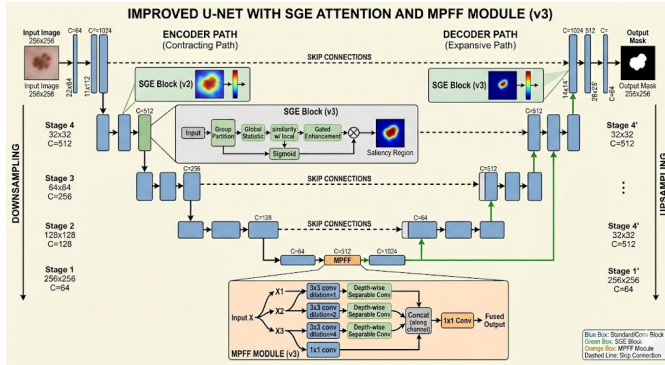 IMPROVED U-NET WITH SGE ATTENTION AND MPFF MODULE (v3)
Input Image
256x256
C=64
C²=1024
ENCODER PATH
(Contracting Path)
DECODER PATH
(Expansive Path)
C=1024
512
C=
Output
Mask
256x256
SKIP CONNECTIONS
Input Image
256x256
22x64
11x112
SGE Block (v2)
SGE Block
(v3)
14x14
28x28
C=64
Output Mask
256x256
DOWNSAMPLING
Stage 4
32x32
C=512
C=512
SGE Block (v3)
Input
Group
Partition
Global
Statistic
similarity
w/ local
Gated
Enhancement
Sigmoid
Saliency Region
C=512
Stage 4'
32x32
C=512
UPSAMPLING
Stage 3
64x64
C=256
C=256
SKIP CONNECTIONS
C=512
Stage 2
128x128
C=128
C=128
SKIP CONNECTIONS
C=64
Stage 4'
32x32
C=512
Stage 1
256x256
C=64
C=64
C=512
MPFF
C=1024
Stage 1'
256x256
C=64
Input X
X1
X2
X3
3x3 conv
dilation=1
3x3 conv
dilation=2
3x3 conv
dilation=4
1x1 conv
Depth-wise
Separable Conv
Depth-wise
Separable Conv
Depth-wise
Separable Conv
Concat
(along
channel)
1x1 Conv
Fused
Output
MPFF MODULE (v3)
Blue Box: Standard/Conv Block
Green Box: SGE Block
Orange Box: MPFF Module
Dashed Line: Skip Connection